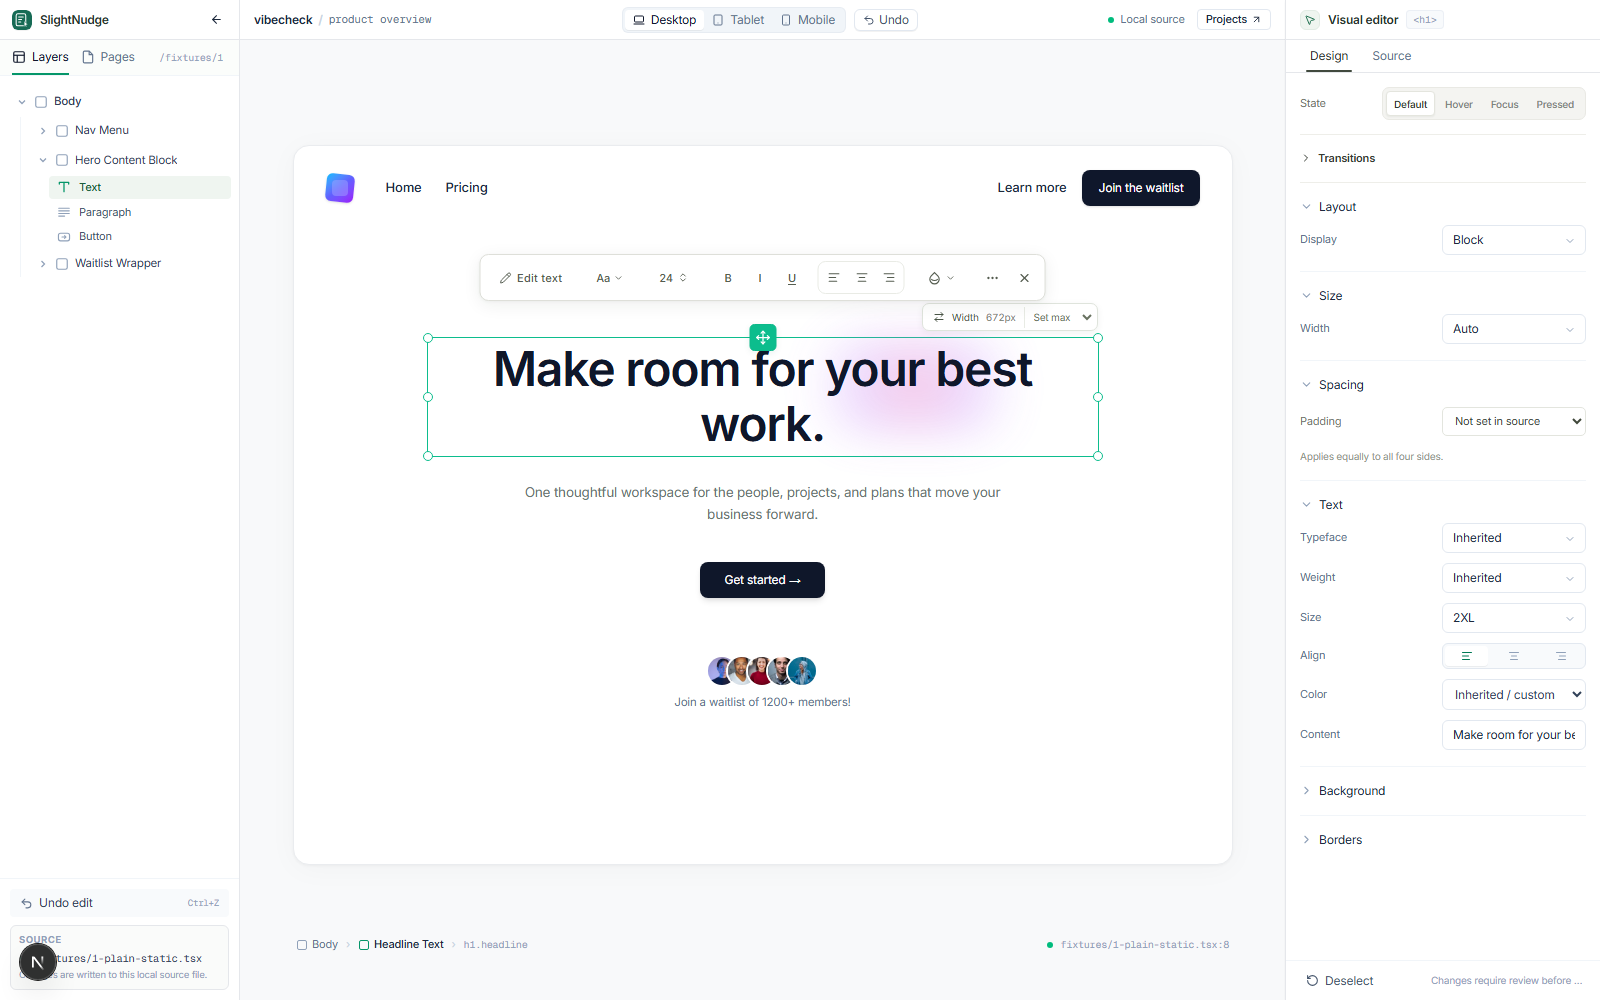 SlightNudge
vibecheck / product overview
Desktop Tablet Mobile
Undo
Local source
Projects
Visual editor <h1>
Layers Pages /fixtures/1
Design Source
Body
Nav Menu
Hero Content Block
Text
Paragraph
Button
Waitlist Wrapper
State Default Hover Focus Pressed
Transitions
Layout
Display Block
Size
Width Auto
Spacing
Padding Not set in source
Applies equally to all four sides.
Text
Typeface Inherited
Weight Inherited
Size 2XL
Align
Color Inherited / custom
Content Make room for your be
Background
Borders
Home Pricing Learn more Join the waitlist
Edit text Aa 24 B I U
Width 672px Set max
Make room for your best
work.
One thoughtful workspace for the people, projects, and plans that move your
business forward.
Get started →
Join a waitlist of 1200+ members!
Undo edit Ctrl+Z
SOURCE
tures/1-plain-static.tsx
N
s are written to this local source file.
Body › Headline Text › h1.headline
fixtures/1-plain-static.tsx:8
Deselect Changes require review before ...